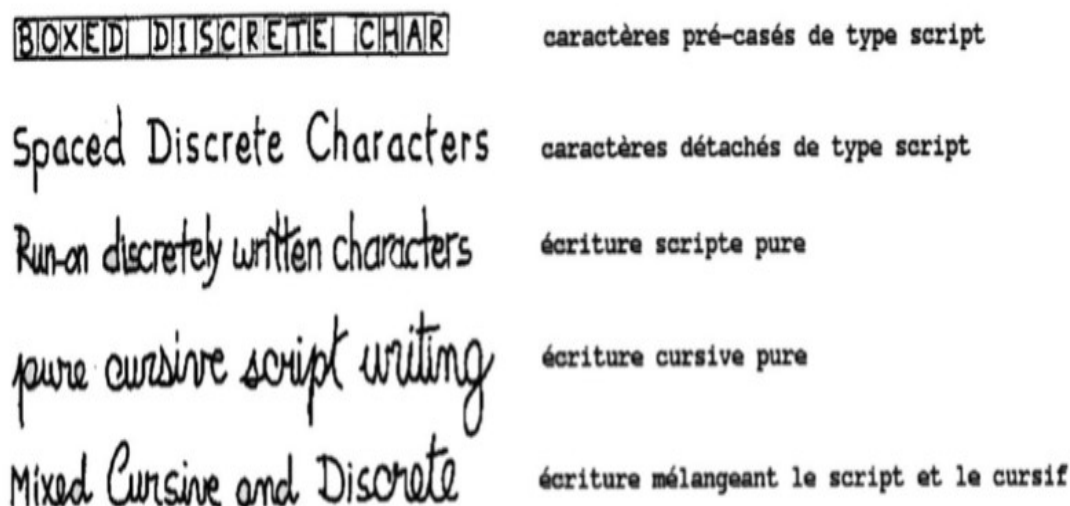 BOXED DISCRETE CHAR caractères pré-casés de type script
Spaced Discrete Characters caractères détachés de type script
Run-on discretely written characters écriture scripte pure
pure cursive script writing écriture cursive pure
Mixed Cursive and Discrete écriture mélangeant le script et le cursif